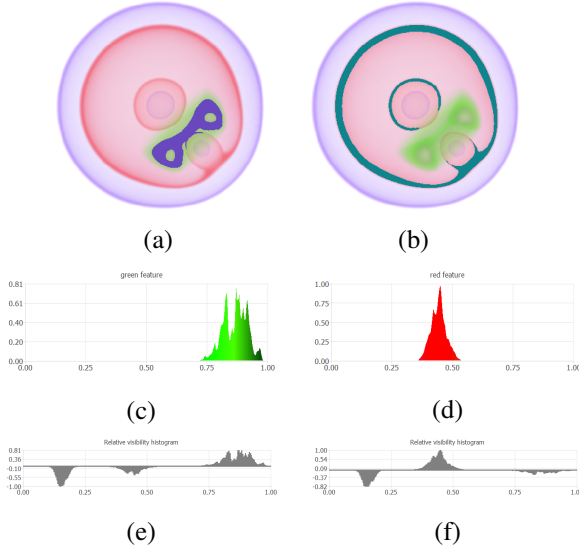 (a)
(b)
green feature
0.81
0.61
0.40
0.20
0.00
0.00 0.25 0.50 0.75 1.00
red feature
1.00
0.75
0.50
0.25
0.00
0.00 0.25 0.50 0.75 1.00
(c)
(d)
Relative visibility histogram
0.81
0.36
-0.10
-0.55
-1.00
0.00 0.25 0.50 0.75 1.00
Relative visibility histogram
1.00
0.54
0.09
-0.37
-0.82
0.00 0.25 0.50 0.75 1.00
(e)
(f)